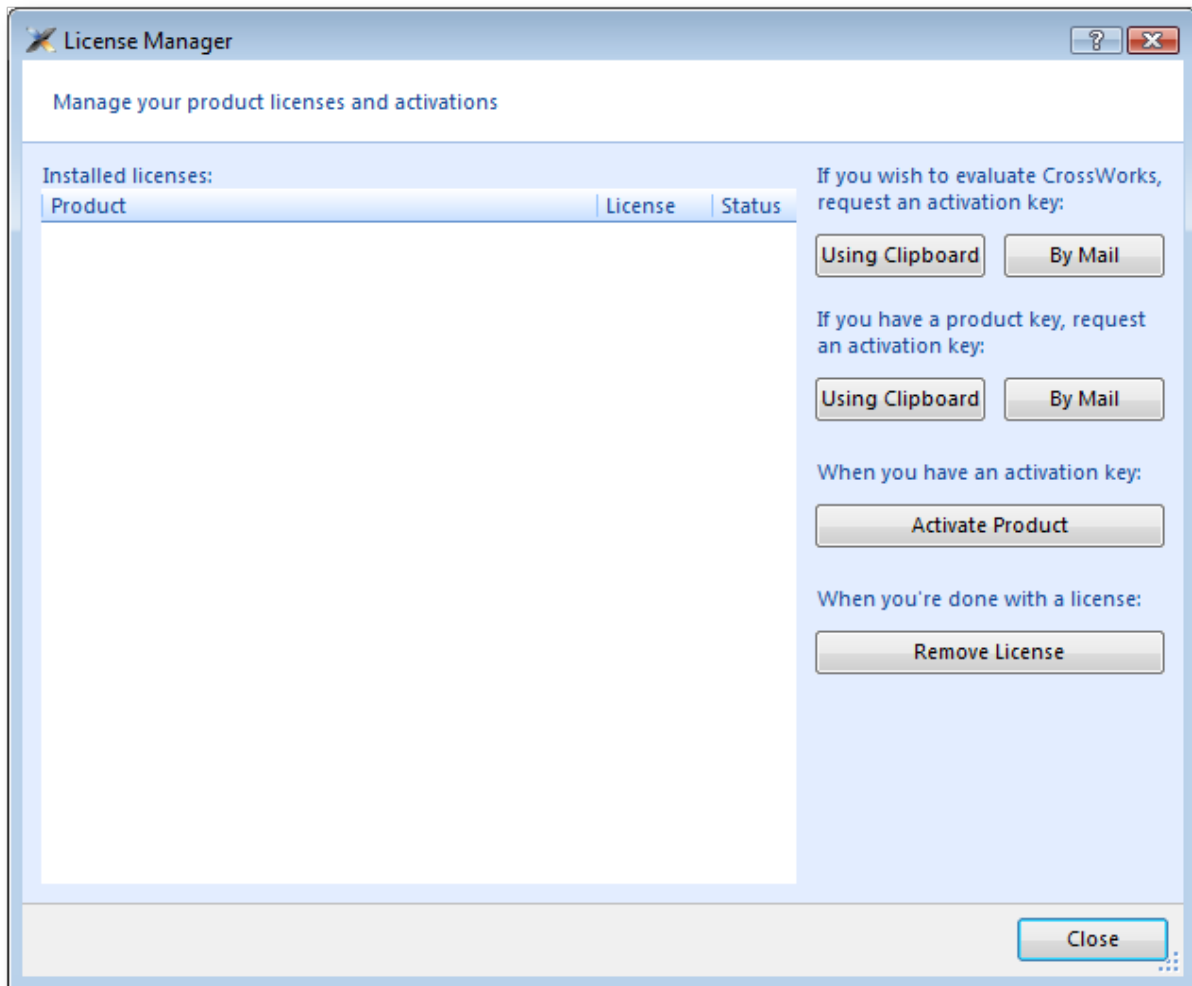 License Manager
Manage your product licenses and activations
Installed licenses:
Product License Status
If you wish to evaluate CrossWorks,
request an activation key:
Using Clipboard By Mail
If you have a product key, request
an activation key:
Using Clipboard By Mail
When you have an activation key:
Activate Product
When you're done with a license:
Remove License
Close